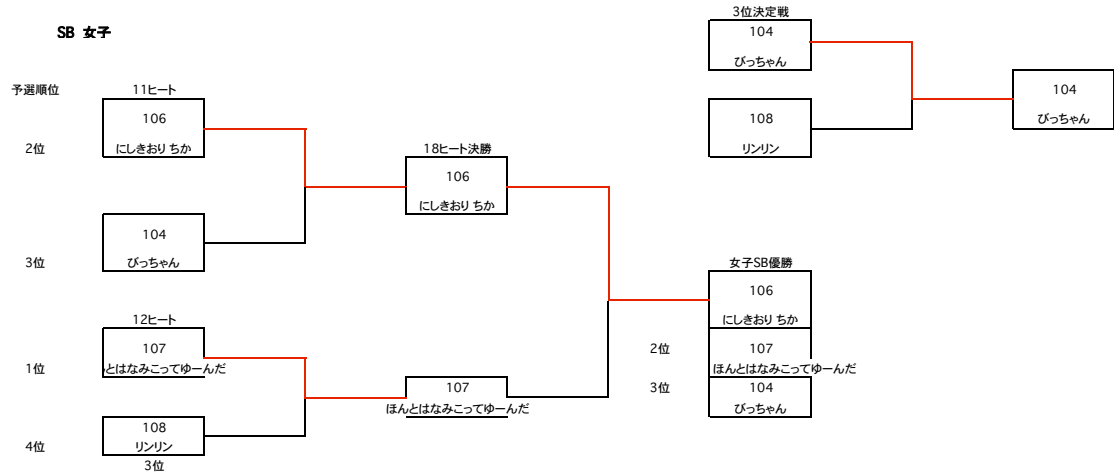 SB 女子
予選順位
11ヒート
106
にしきおり ちか
2位
104
びっちゃん
3位
12ヒート
107
とはなみこってゆーんだ
1位
108
リンリン
4位
3位
18ヒート決勝
106
にしきおり ちか
107
ほんとはなみこってゆーんだ
3位決定戦
104
びっちゃん
108
リンリン
104
びっちゃん
女子SB優勝
106
にしきおり ちか
2位
107
ほんとはなみこってゆーんだ
3位
104
びっちゃん